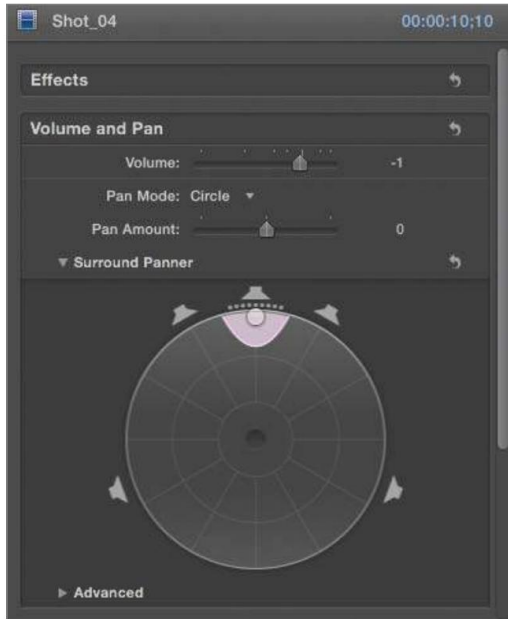 Shot_04 00:00:10;10
Effects
Volume and Pan
Volume: -1
Pan Mode: Circle
Pan Amount: 0
Surround Panner
Advanced